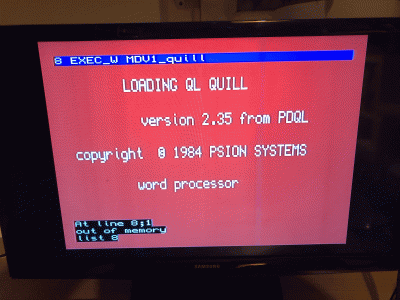 8 EXEC_W MDV1_quill
LOADING QL QUILL
version 2.35 from PDQL
copyright @ 1984 PSION SYSTEMS
word processor
At line 8;1
out of memory
list 8
SAMSUNG